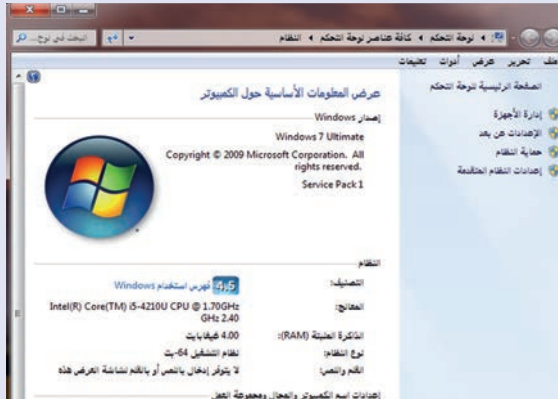 لوحة التحكم ◂ كافة عناصر لوحة التحكم ◂ النظام
البحث في لوح...
ملف تحرير عرض أدوات تعليمات
الصفحة الرئيسية للوحة التحكم
إدارة الأجهزة
الإعدادات عن بعد
حماية النظام
إعدادات النظام المتقدمة
عرض المعلومات الأساسية حول الكمبيوتر
إصدار Windows
Windows 7 Ultimate
Copyright © 2009 Microsoft Corporation. All
rights reserved.
Service Pack 1
النظام
التصنيف: 4,6 فهرس استخدام Windows
المعالج: Intel(R) Core(TM) i5-4210U CPU @ 1.70GHz
GHz 2.40
الذاكرة المثبتة (RAM): 4.00 غيغابايت
نوع النظام: نظام التشغيل 64-بت
القلم واللمس: لا يتوفر إدخال باللمس أو بالقلم لشاشة العرض هذه
إعدادات اسم الكمبيوتر والمجال ومجموعة العمل